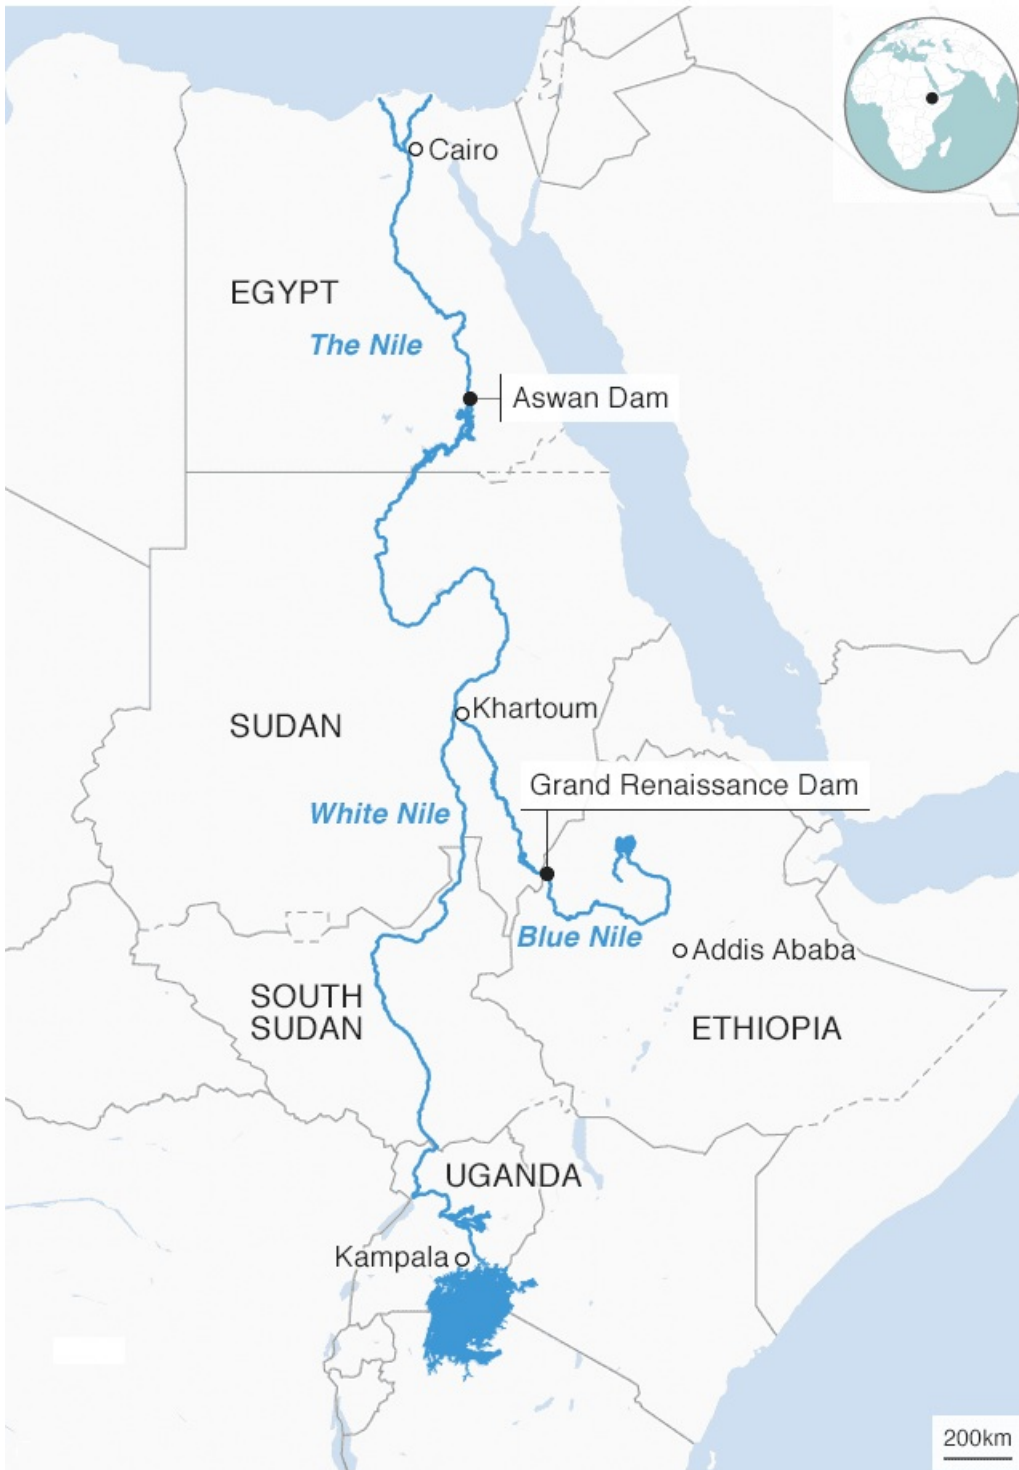 Cairo
EGYPT
The Nile
Aswan Dam
Khartoum
SUDAN
Grand Renaissance Dam
White Nile
Blue Nile
Addis Ababa
SOUTH
SUDAN
ETHIOPIA
UGANDA
Kampala
200km